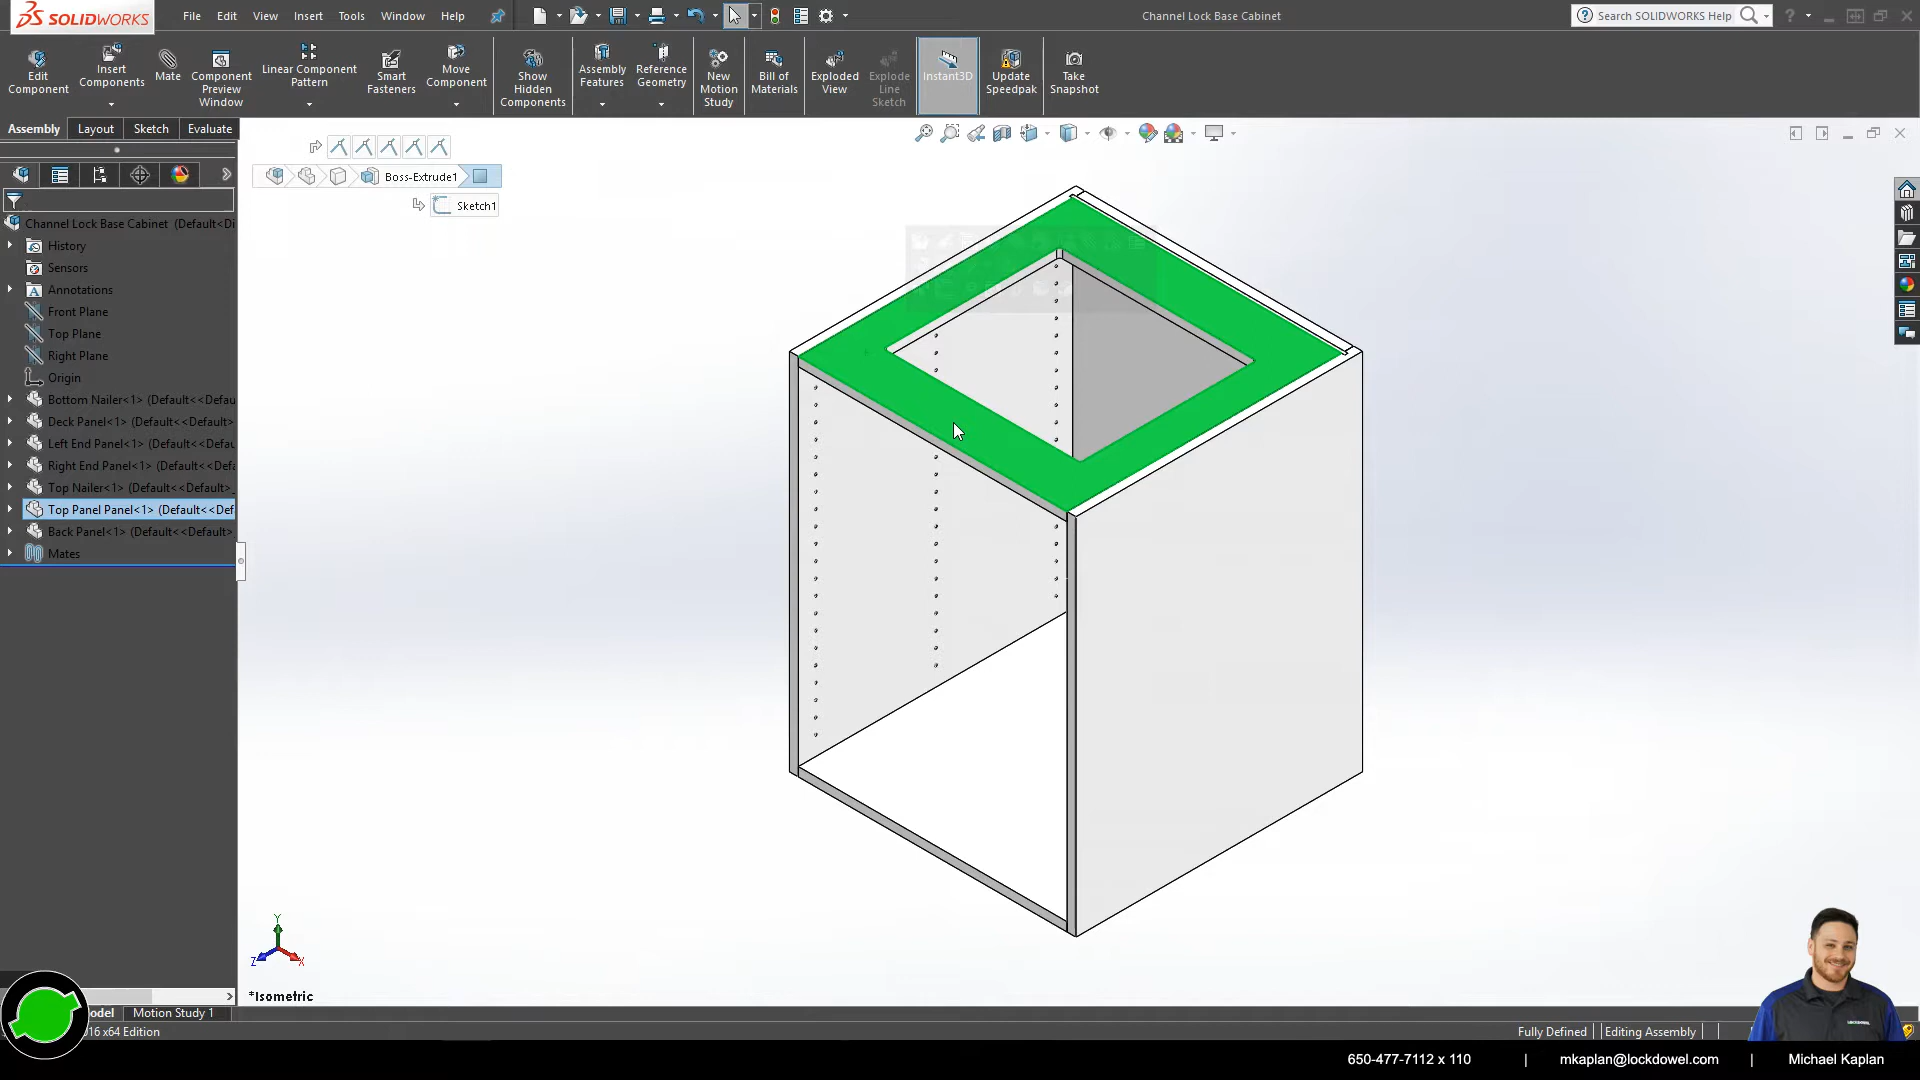 SOLIDWORKS
File Edit View Insert Tools Window Help
Channel Lock Base Cabinet
Search SOLIDWORKS Help
Edit Component
Insert Components
Mate
Component Preview Window
Linear Component Pattern
Smart Fasteners
Move Component
Show Hidden Components
Assembly Features
Reference Geometry
New Motion Study
Bill of Materials
Exploded View
Explode Line Sketch
Instant3D
Update Speedpak
Take Snapshot
Assembly Layout Sketch Evaluate
Boss-Extrude1
Sketch1
Channel Lock Base Cabinet (Default<Di
History
Sensors
Annotations
Front Plane
Top Plane
Right Plane
Origin
Bottom Nailer<1> (Default<<Defau
Deck Panel<1> (Default<<Default>
Left End Panel<1> (Default<<Defau
Right End Panel<1> (Default<<Defa
Top Nailer<1> (Default<<Default>_
Top Panel Panel<1> (Default<<Def
Back Panel<1> (Default<<Default>_
Mates
Y
Z X
*Isometric
odel Motion Study 1
16 x64 Edition
Fully Defined Editing Assembly
650-477-7112 x 110 | mkaplan@lockdowel.com | Michael Kaplan